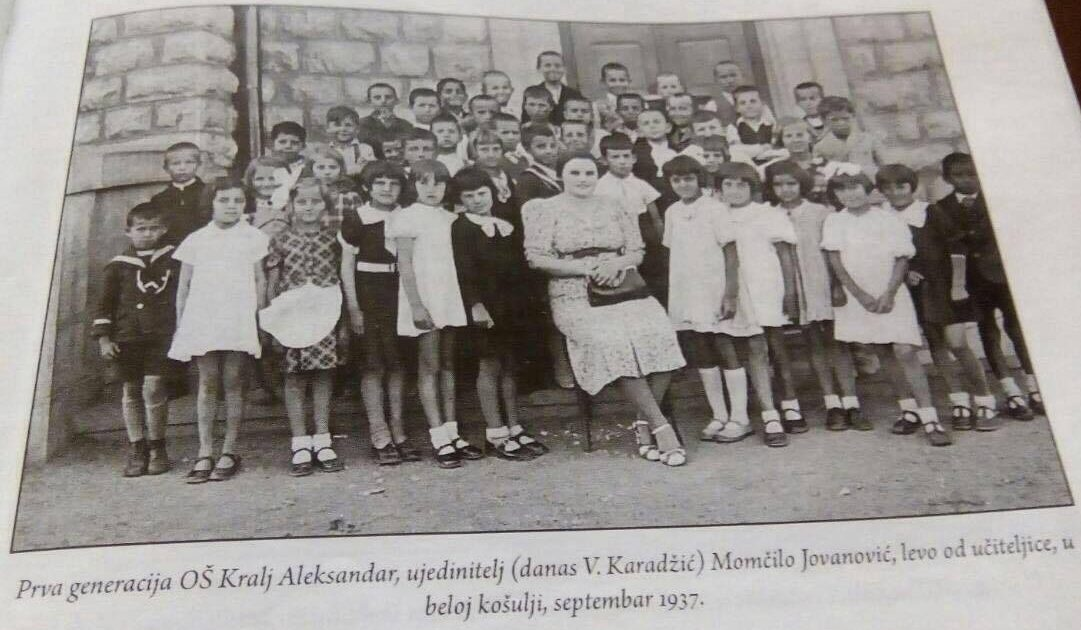 Prva generacija OŠ Kralj Aleksandar, ujedinitelj (danas V. Karadžić) Momčilo Jovanović, levo od učiteljice, u
beloj košulji, septembar 1937.